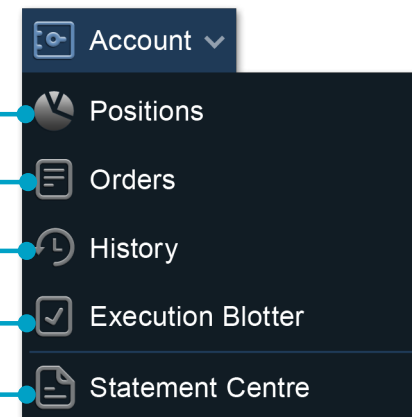 Account
Positions
Orders
History
Execution Blotter
Statement Centre